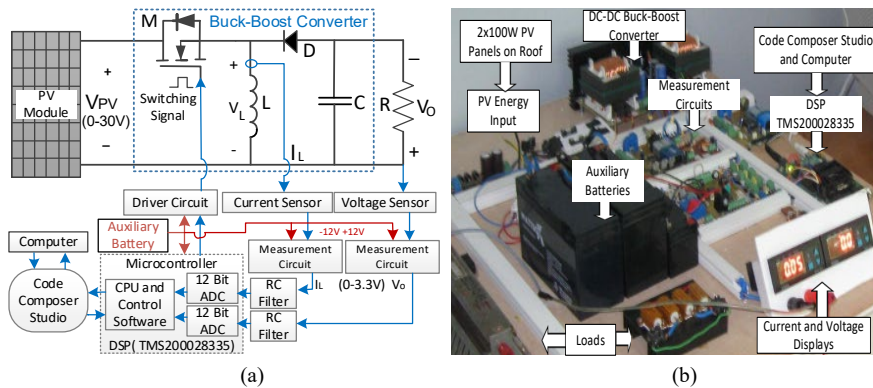 M
Buck-Boost Converter
D
PV
Module
+
VPV
(0-30V)
−
Switching
Signal
+
VL
L
-
IL
C
R
−
VO
+
Driver Circuit
Current Sensor
Voltage Sensor
Auxiliary
Battery
-12V +12V
Computer
Microcontroller
Measurement
Circuit
Measurement
Circuit
IL
(0-3.3V)
Vo
Code
Composer
Studio
CPU and
Control
Software
12 Bit
ADC
12 Bit
ADC
RC
Filter
RC
Filter
DSP( TMS200028335)
(a)
2x100W PV
Panels on Roof
DC-DC Buck-Boost
Converter
Code Composer Studio
and Computer
PV Energy
Input
Measurement
Circuits
DSP
TMS200028335
Auxiliary
Batteries
0.05
0.0
Loads
Current and Voltage
Displays
(b)